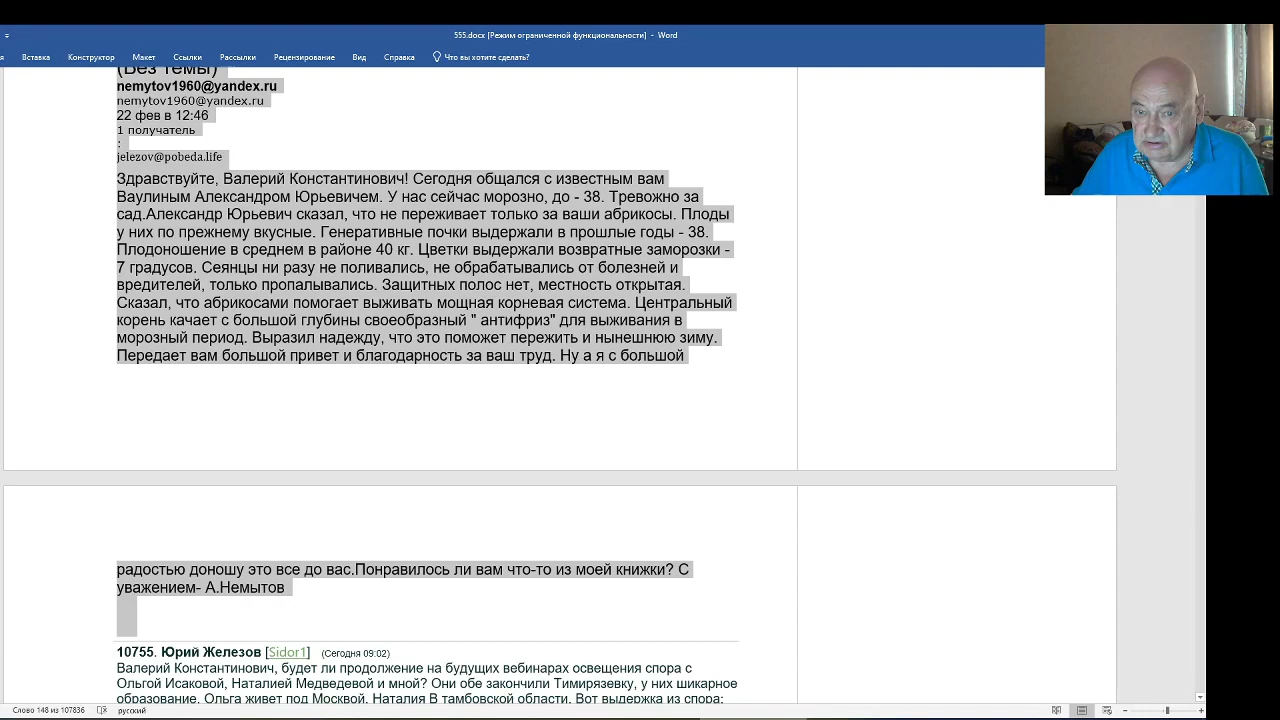 555.docx [Режим ограниченной функциональности] - Word
я Вставка Конструктор Макет Ссылки Рассылки Рецензирование Вид Справка Что вы хотите сделать?
(Без темы)
nemytov1960@yandex.ru
nemytov1960@yandex.ru
22 фев в 12:46
1 получатель
:
jelezov@pobeda.life
Здравствуйте, Валерий Константинович! Сегодня общался с известным вам
Ваулиным Александром Юрьевичем. У нас сейчас морозно, до - 38. Тревожно за
сад.Александр Юрьевич сказал, что не переживает только за ваши абрикосы. Плоды
у них по прежнему вкусные. Генеративные почки выдержали в прошлые годы - 38.
Плодоношение в среднем в районе 40 кг. Цветки выдержали возвратные заморозки -
7 градусов. Сеянцы ни разу не поливались, не обрабатывались от болезней и
вредителей, только пропалывались. Защитных полос нет, местность открытая.
Сказал, что абрикосами помогает выживать мощная корневая система. Центральный
корень качает с большой глубины своеобразный " антифриз" для выживания в
морозный период. Выразил надежду, что это поможет пережить и нынешнюю зиму.
Передает вам большой привет и благодарность за ваш труд. Ну а я с большой
радостью доношу это все до вас.Понравилось ли вам что-то из моей книжки? С
уважением- А.Немытов
10755. Юрий Железов [Sidor1] (Сегодня 09:02)
Валерий Константинович, будет ли продолжение на будущих вебинарах освещения спора с
Ольгой Исаковой, Наталией Медведевой и мной? Они обе закончили Тимирязевку, у них шикарное
образование. Ольга живет под Москвой, Наталия В тамбовской области. Вот выдержка из спора:
Слово 148 из 107836 русский